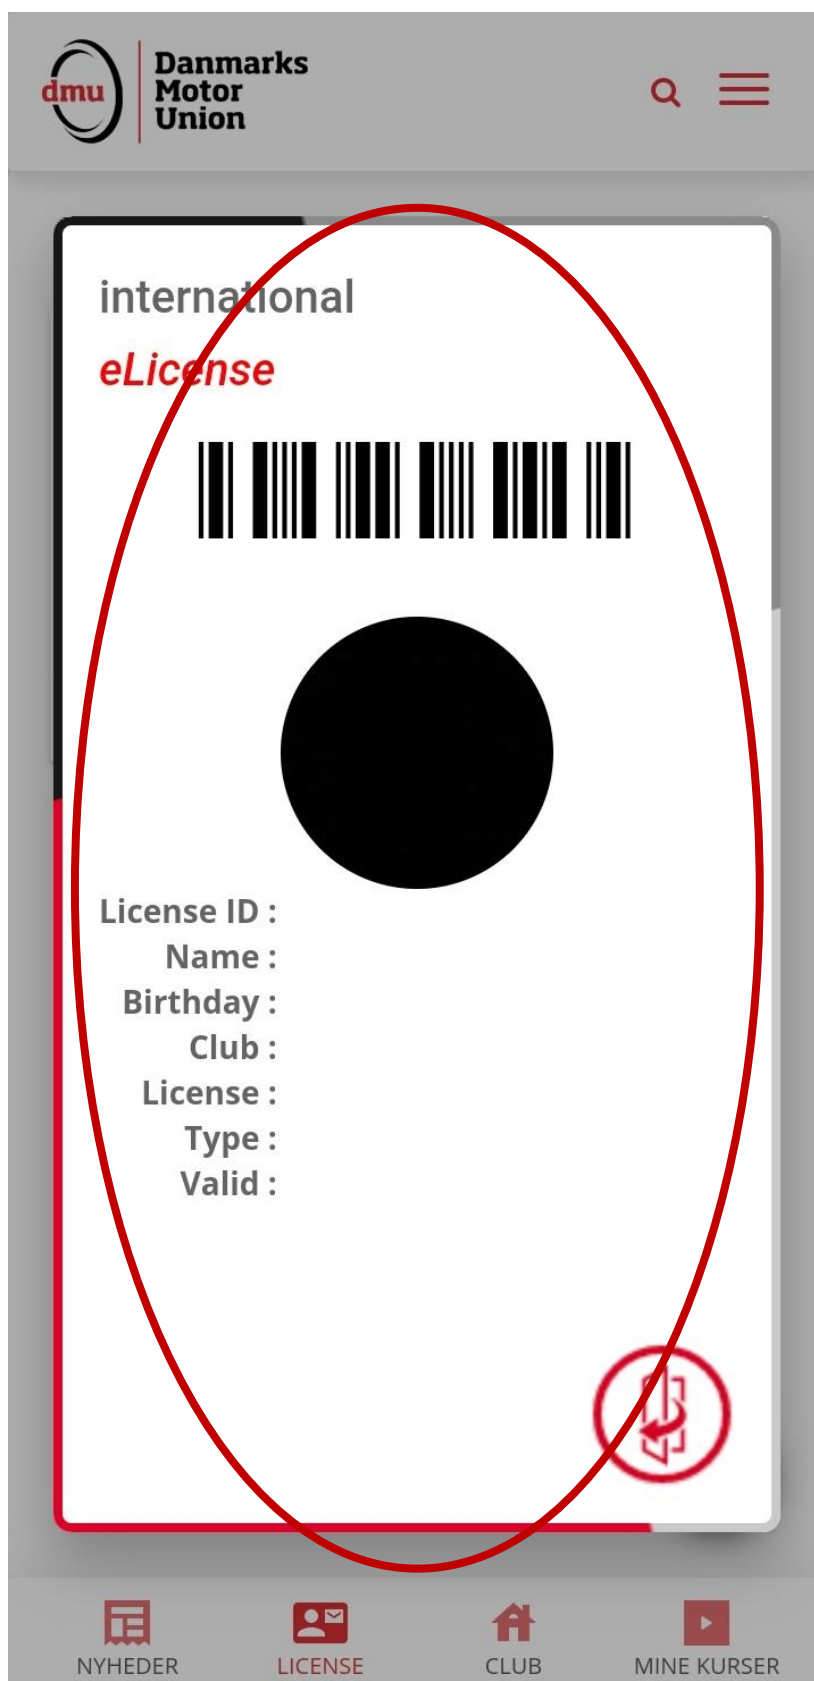 dmu
Danmarks
Motor
Union
international
eLicense
License ID :
Name :
Birthday :
Club :
License :
Type :
Valid :
NYHEDER
LICENSE
CLUB
MINE KURSER